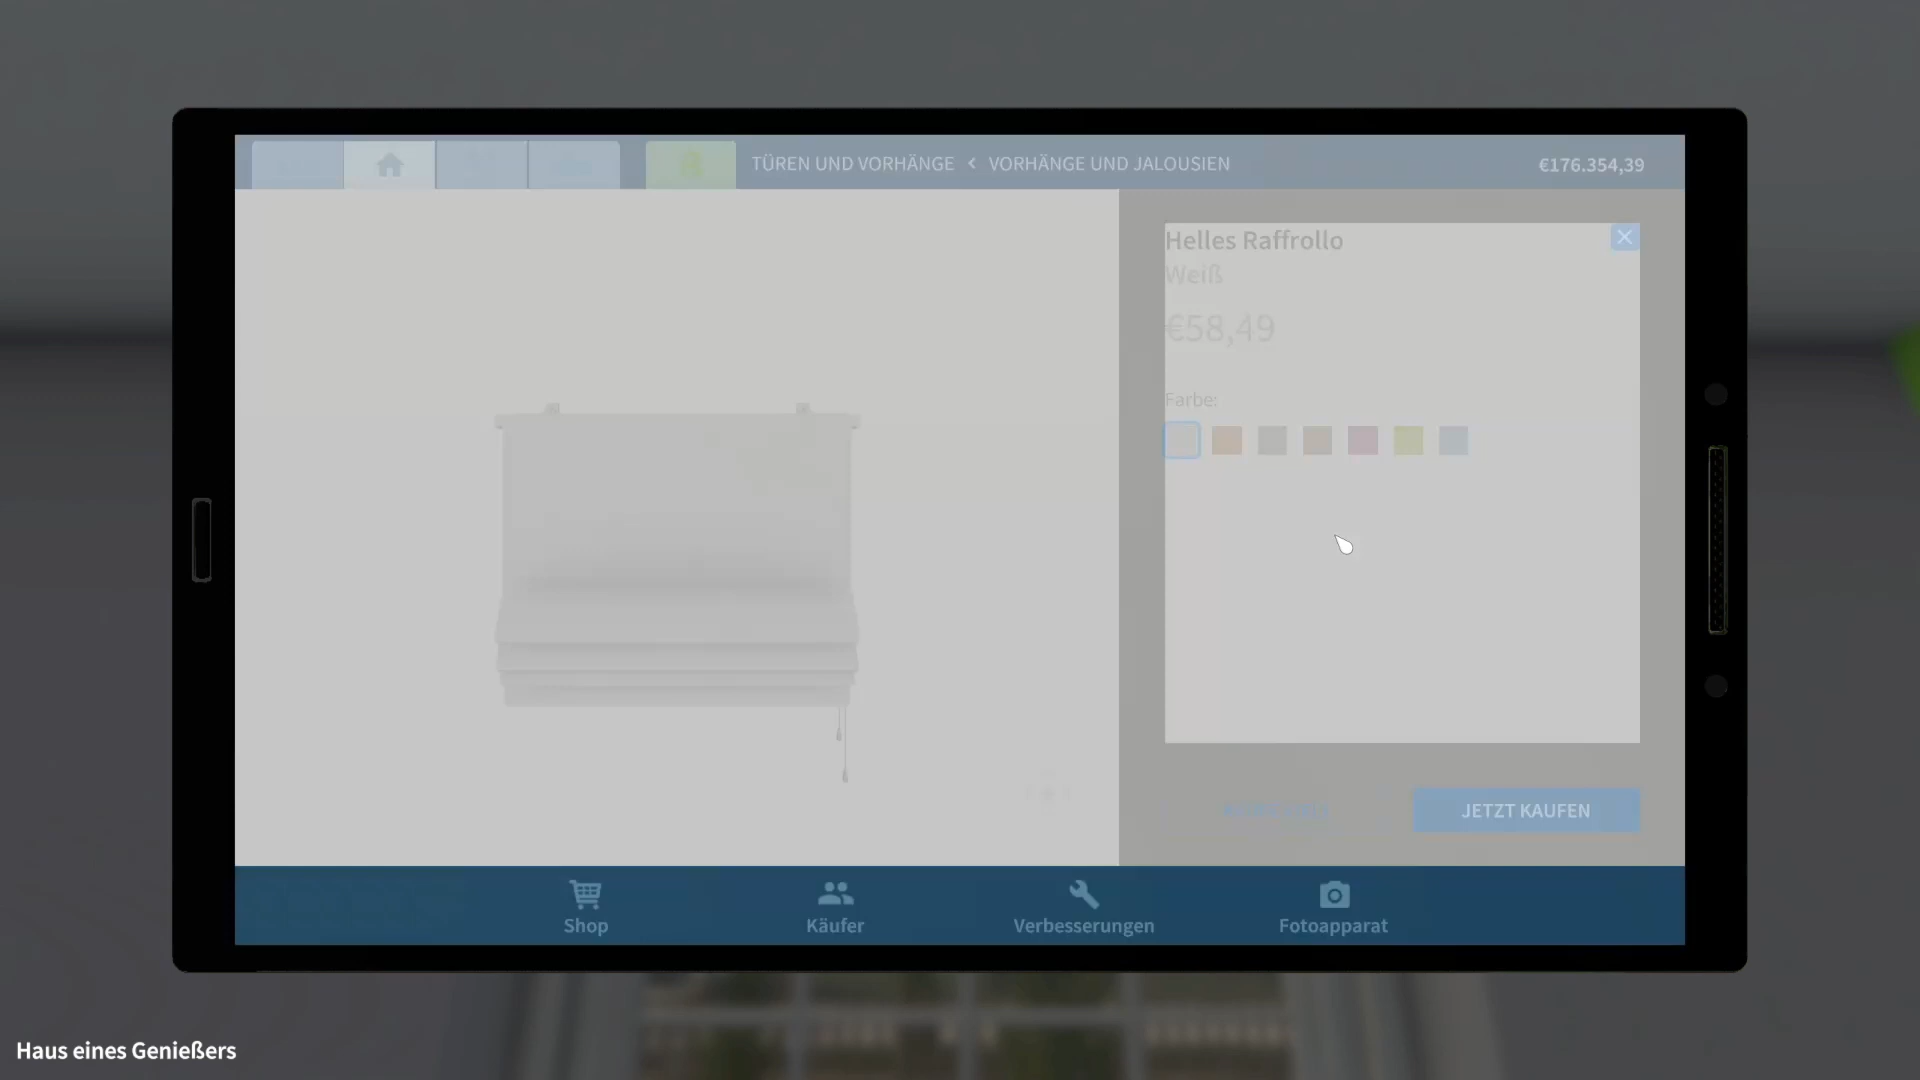 TÜREN UND VORHÄNGE < VORHÄNGE UND JALOUSIEN
€176.354,39
Helles Raffrollo
Weiß
€58,49
Farbe:
JETZT KAUFEN
Shop
Käufer
Verbesserungen
Fotoapparat
Haus eines Genießers